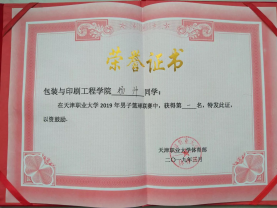 荣誉证书
包装与印刷工程学院 同学：
在天津职业大学2019年男子篮球联赛中，获得第一名，特发此证，
以资鼓励。
天津职业大学体育部
二〇一九年三月